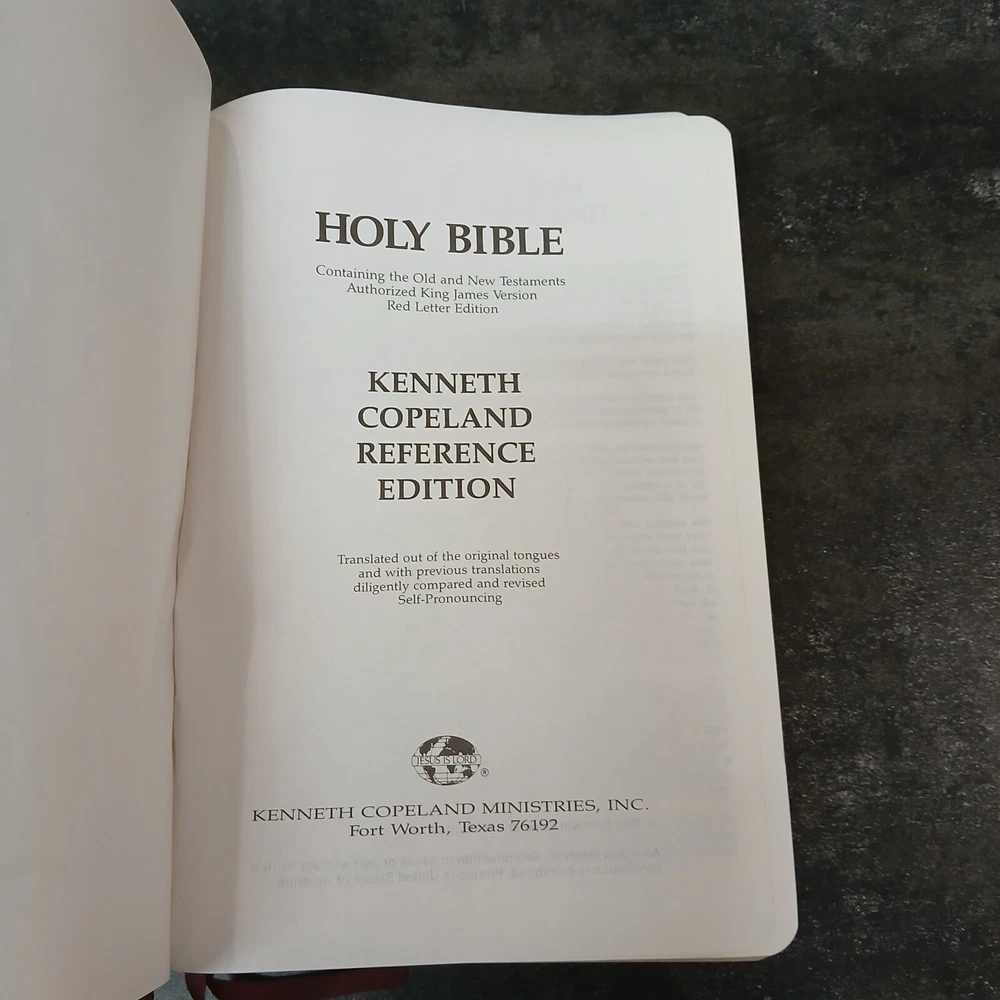 HOLY BIBLE
Containing the Old and New Testaments
Authorized King James Version
Red Letter Edition
KENNETH
COPELAND
REFERENCE
EDITION
Translated out of the original tongues
and with previous translations
diligently compared and revised
Self-Pronouncing
JESUS IS LORD
®
KENNETH COPELAND MINISTRIES, INC.
Fort Worth, Texas 76192